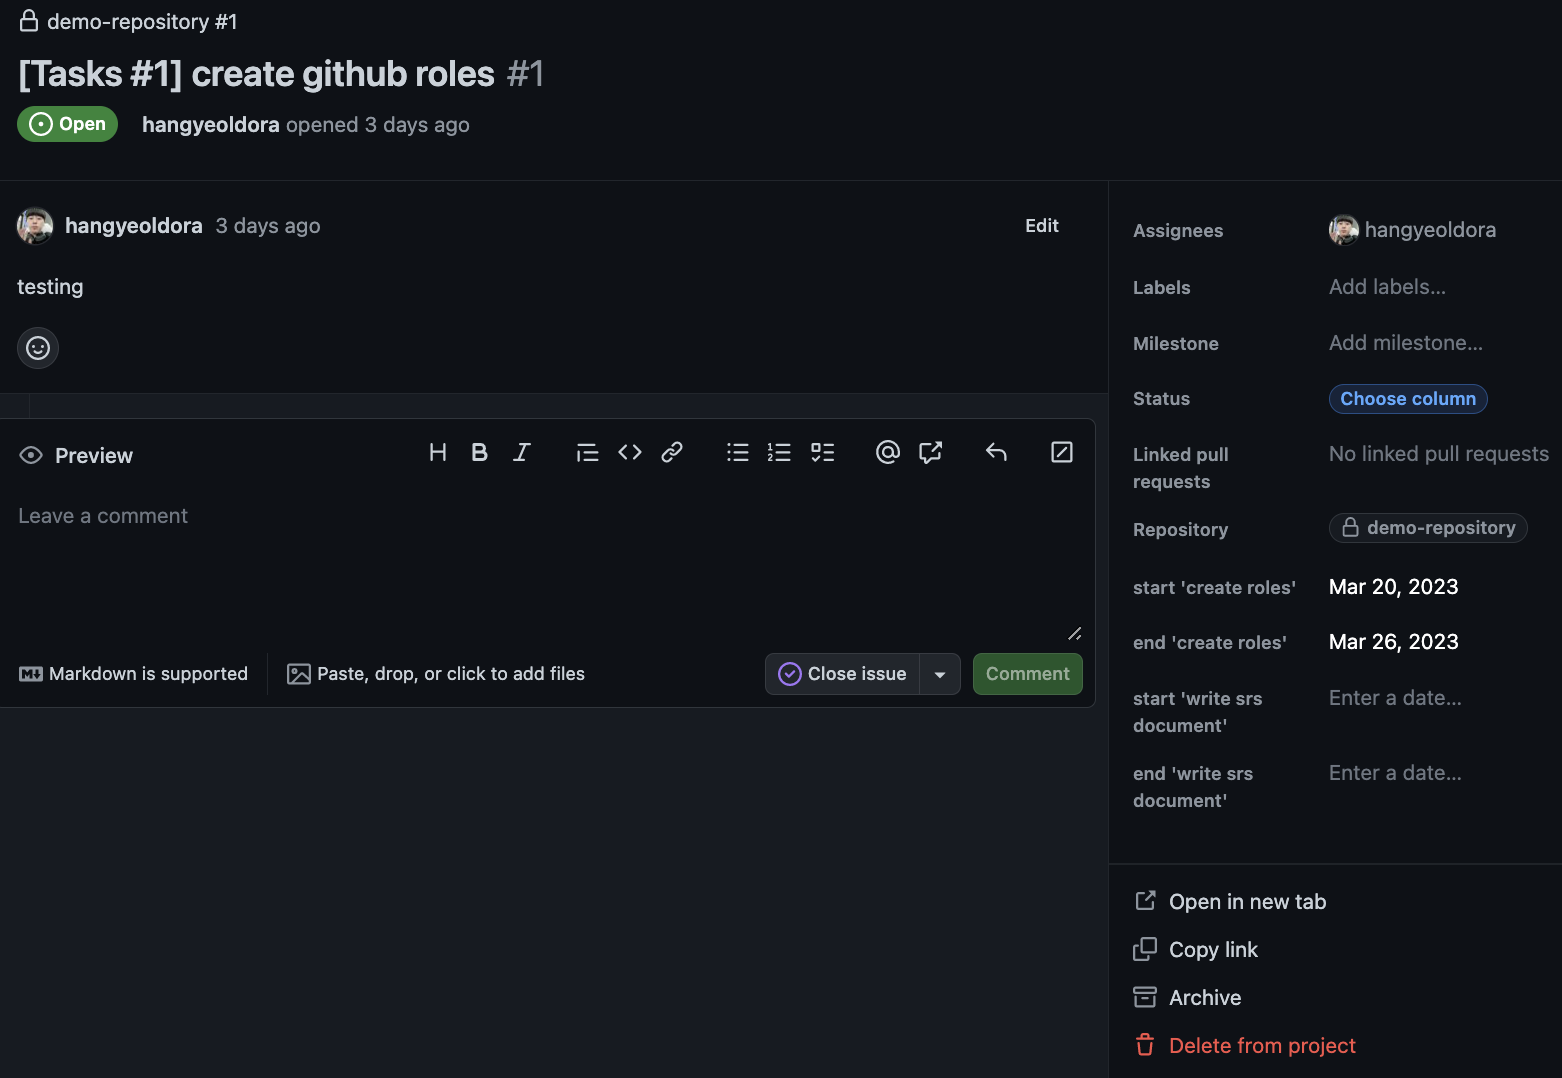 demo-repository #1
[Tasks #1] create github roles #1
Open
hangyeoldora opened 3 days ago
hangyeoldora 3 days ago
Edit
testing
Preview
H B I
Leave a comment
Markdown is supported
Paste, drop, or click to add files
Close issue
Comment
Assignees
hangyeoldora
Labels
Add labels...
Milestone
Add milestone...
Status
Choose column
Linked pull
requests
No linked pull requests
Repository
demo-repository
start 'create roles'
Mar 20, 2023
end 'create roles'
Mar 26, 2023
start 'write srs
document'
Enter a date...
end 'write srs
document'
Enter a date...
Open in new tab
Copy link
Archive
Delete from project